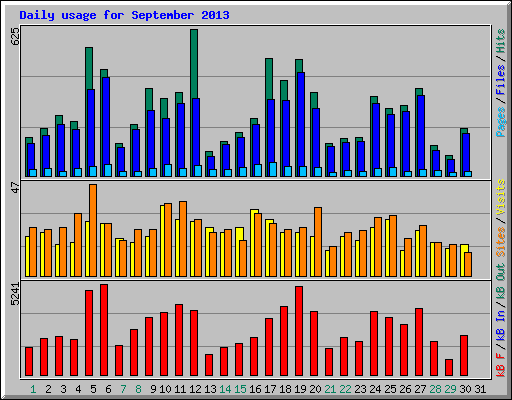 Daily usage for September 2013
625
Pages / Files / Hits
47
Sites / Visits
5241
kB F / kB In / kB Out
1 2 3 4 5 6 7 8 9 10 11 12 13 14 15 16 17 18 19 20 21 22 23 24 25 26 27 28 29 30 31